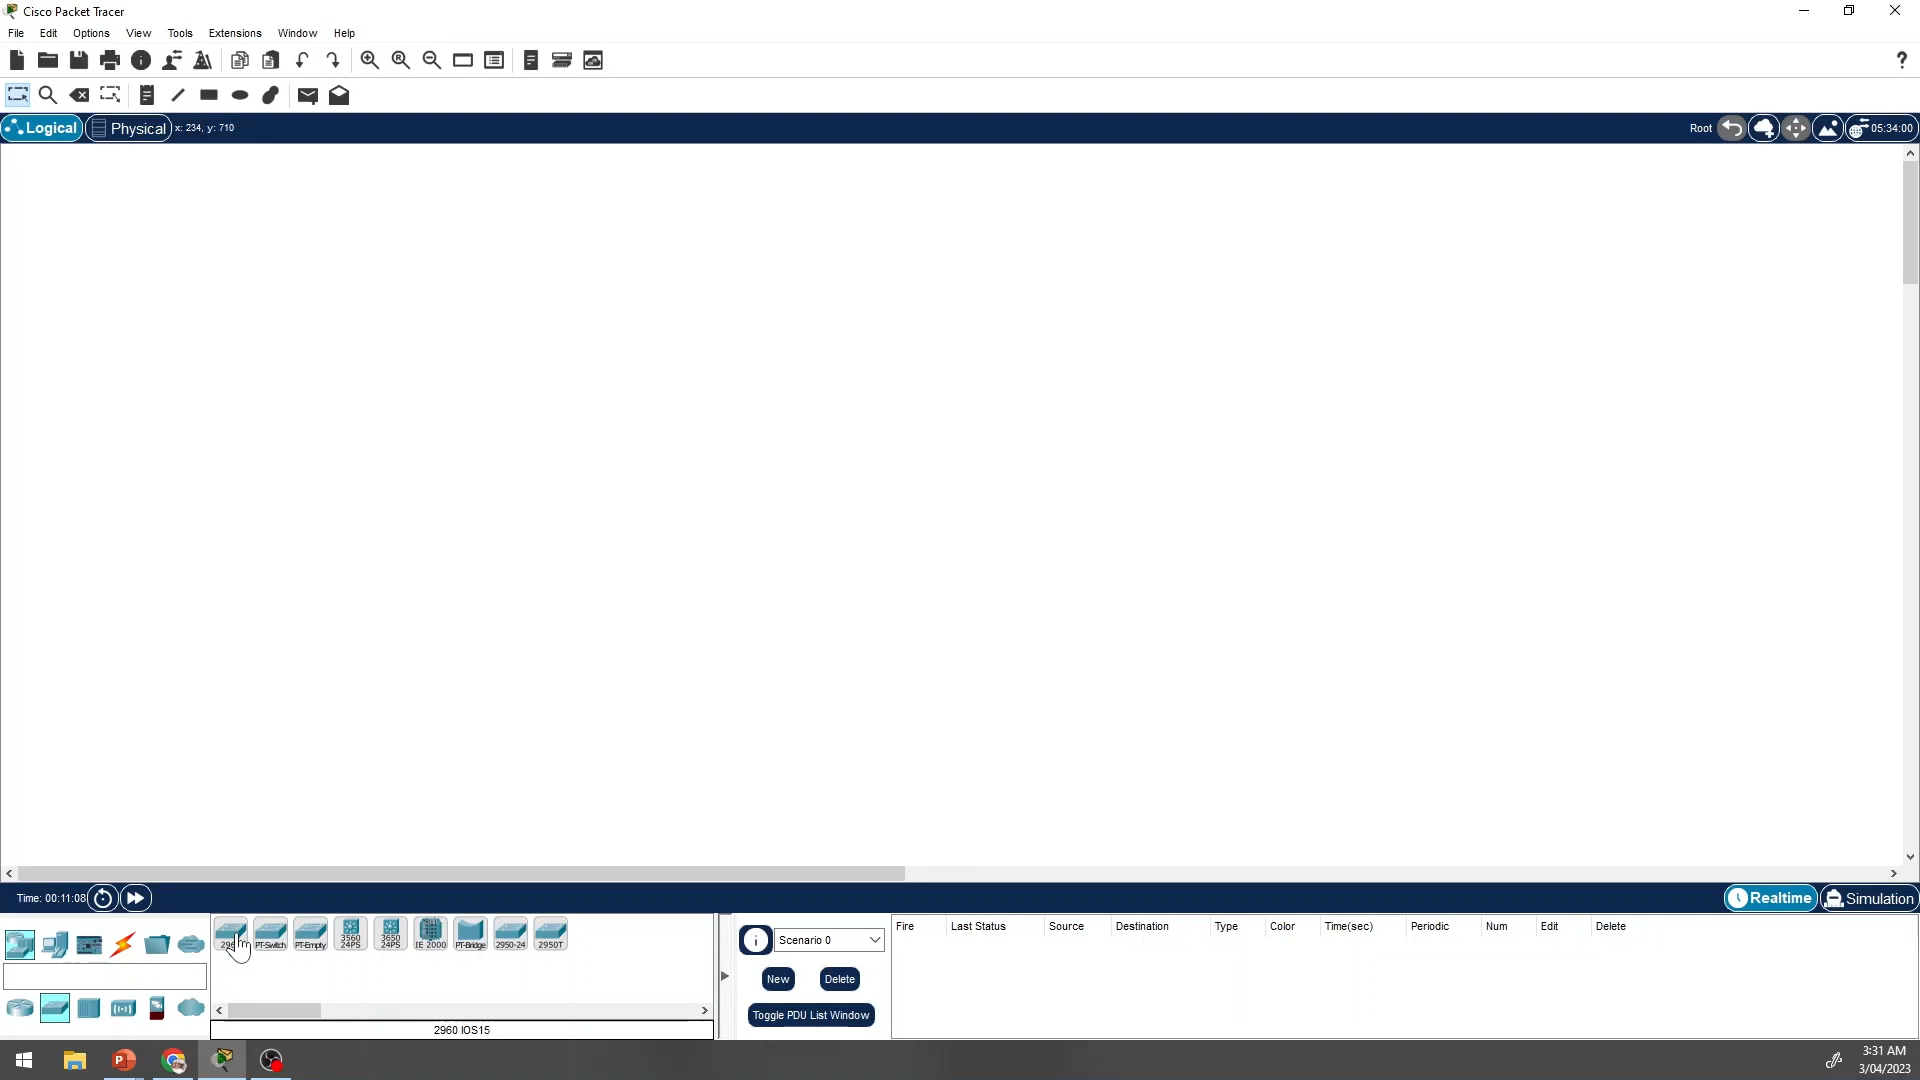 Cisco Packet Tracer
File Edit Options View Tools Extensions Window Help
Logical Physical x: 234, y: 710 Root 05:34:00
Time: 00:11:08 Realtime Simulation
PT-Switch PT-Empty 3560 24PS 3650 24PS IE 2000 PT-Bridge 2950-24 2950T
2960 IOS15
Scenario 0
New Delete
Toggle PDU List Window
Fire Last Status Source Destination Type Color Time(sec) Periodic Num Edit Delete
3:31 AM
3/04/2023